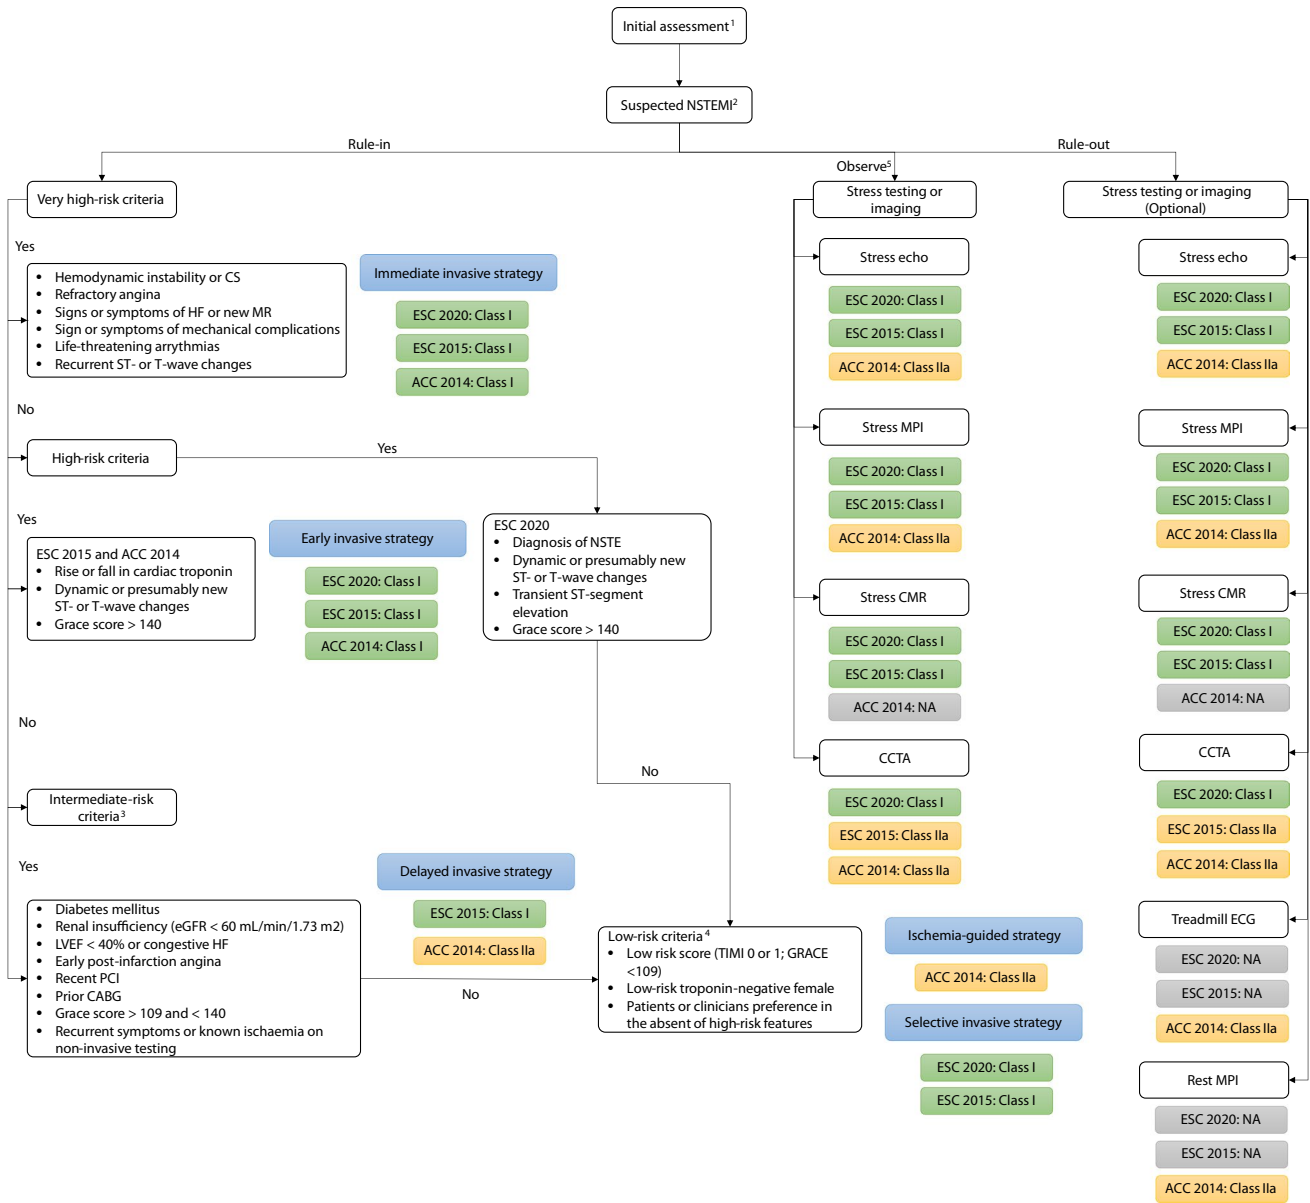 Initial assessment1
Suspected NSTEMI2
Rule-in
Observe5
Rule-out
Very high-risk criteria
Yes
• Hemodynamic instability or CS
• Refractory angina
• Signs or symptoms of HF or new MR
• Sign or symptoms of mechanical complications
• Life-threatening arrythmias
• Recurrent ST- or T-wave changes
Immediate invasive strategy
ESC 2020: Class I
ESC 2015: Class I
ACC 2014: Class I
No
High-risk criteria
Yes
Yes
ESC 2015 and ACC 2014
• Rise or fall in cardiac troponin
• Dynamic or presumably new
ST- or T-wave changes
• Grace score > 140
Early invasive strategy
ESC 2020: Class I
ESC 2015: Class I
ACC 2014: Class I
ESC 2020
• Diagnosis of NSTE
• Dynamic or presumably new
ST- or T-wave changes
• Transient ST-segment
elevation
• Grace score > 140
No
No
Intermediate-risk
criteria3
Yes
• Diabetes mellitus
• Renal insufficiency (eGFR < 60 mL/min/1.73 m2)
• LVEF < 40% or congestive HF
• Early post-infarction angina
• Recent PCI
• Prior CABG
• Grace score > 109 and < 140
• Recurrent symptoms or known ischaemia on
non-invasive testing
Delayed invasive strategy
ESC 2015: Class I
ACC 2014: Class IIa
No
Low-risk criteria4
• Low risk score (TIMI 0 or 1; GRACE
<109)
• Low-risk troponin-negative female
• Patients or clinicians preference in
the absent of high-risk features
Ischemia-guided strategy
ACC 2014: Class IIa
Selective invasive strategy
ESC 2020: Class I
ESC 2015: Class I
Stress testing or
imaging
Stress echo
ESC 2020: Class I
ESC 2015: Class I
ACC 2014: Class IIa
Stress MPI
ESC 2020: Class I
ESC 2015: Class I
ACC 2014: Class IIa
Stress CMR
ESC 2020: Class I
ESC 2015: Class I
ACC 2014: NA
CCTA
ESC 2020: Class I
ESC 2015: Class IIa
ACC 2014: Class IIa
Stress testing or imaging
(Optional)
Stress echo
ESC 2020: Class I
ESC 2015: Class I
ACC 2014: Class IIa
Stress MPI
ESC 2020: Class I
ESC 2015: Class I
ACC 2014: Class IIa
Stress CMR
ESC 2020: Class I
ESC 2015: Class I
ACC 2014: NA
CCTA
ESC 2020: Class I
ESC 2015: Class IIa
ACC 2014: Class IIa
Treadmill ECG
ESC 2020: NA
ESC 2015: NA
ACC 2014: Class IIa
Rest MPI
ESC 2020: NA
ESC 2015: NA
ACC 2014: Class IIa